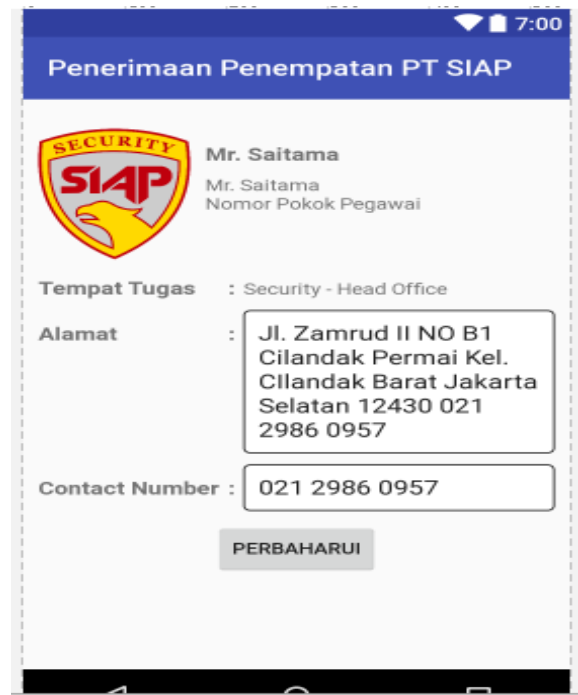 7:00
Penerimaan Penempatan PT SIAP
SECURITY
SIAP
Mr. Saitama
Mr. Saitama
Nomor Pokok Pegawai
Tempat Tugas : Security - Head Office
Alamat : Jl. Zamrud II NO B1
Cilandak Permai Kel.
CIlandak Barat Jakarta
Selatan 12430 021
2986 0957
Contact Number : 021 2986 0957
PERBAHARUI